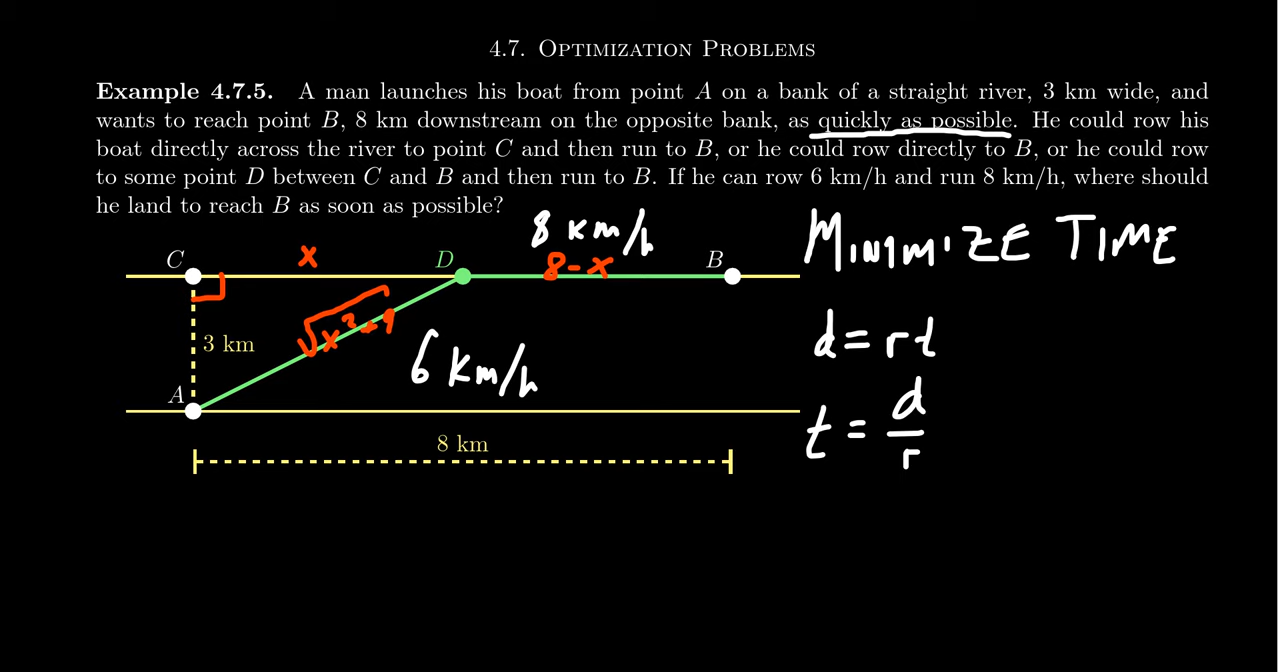 4.7. OPTIMIZATION PROBLEMS
Example 4.7.5. A man launches his boat from point A on a bank of a straight river, 3 km wide, and
wants to reach point B, 8 km downstream on the opposite bank, as quickly as possible. He could row his
boat directly across the river to point C and then run to B, or he could row directly to B, or he could row
to some point D between C and B and then run to B. If he can row 6 km/h and run 8 km/h, where should
he land to reach B as soon as possible?
8 km/h
MINIMIZE TIME
C
x
D
8-x
B
3 km
√x²+9
6 km/h
d=rt
A
t = d/r
8 km